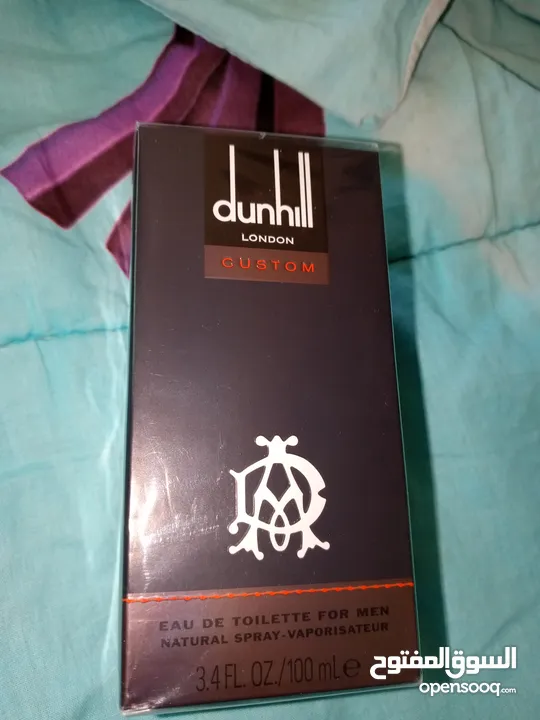 dunhill
LONDON
CUSTOM
EAU DE TOILETTE FOR MEN
NATURAL SPRAY-VAPORISATEUR
3.4 FL. OZ./100 mL e
السوق المفتوح
opensooq.com